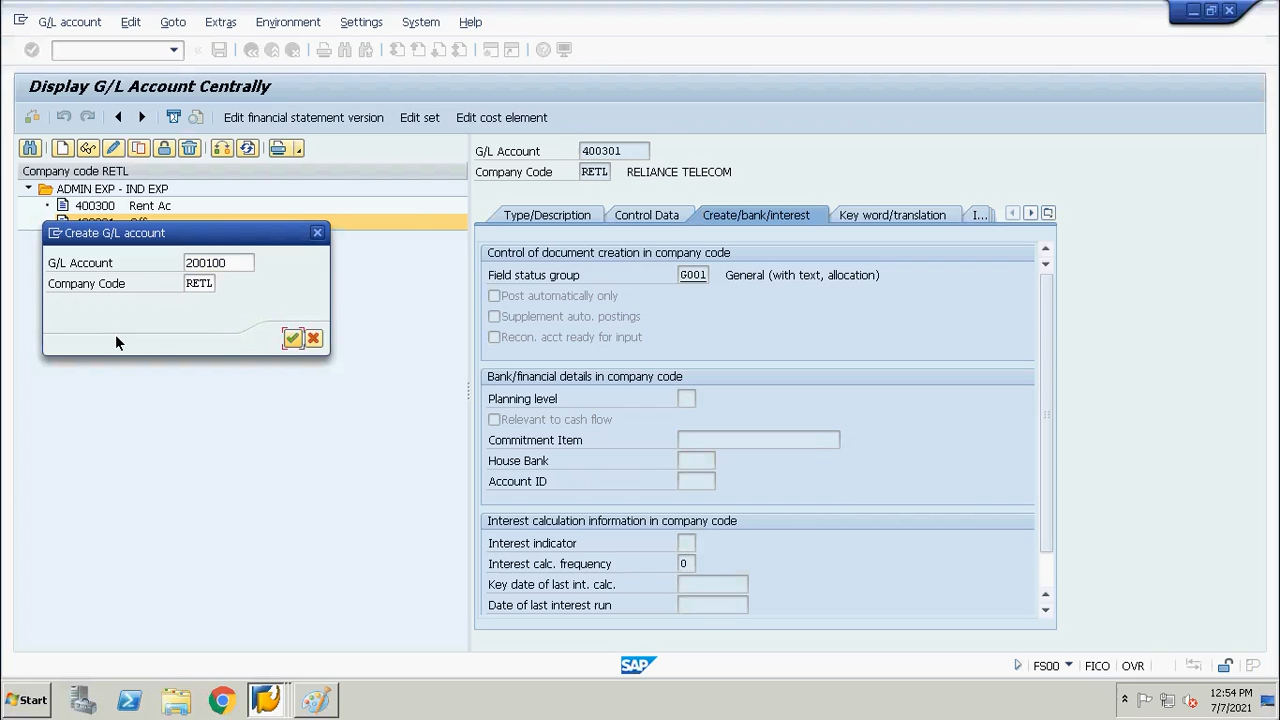 G/L account Edit Goto Extras Environment Settings System Help
Display G/L Account Centrally
Edit financial statement version Edit set Edit cost element
Company code RETL
ADMIN EXP - IND EXP
400300 Rent Ac
Create G/L account
G/L Account 200100
Company Code RETL
G/L Account 400301
Company Code RETL RELIANCE TELECOM
Type/Description Control Data Create/bank/interest Key word/translation I...
Control of document creation in company code
Field status group G001 General (with text, allocation)
Post automatically only
Supplement auto. postings
Recon. acct ready for input
Bank/financial details in company code
Planning level
Relevant to cash flow
Commitment Item
House Bank
Account ID
Interest calculation information in company code
Interest indicator
Interest calc. frequency 0
Key date of last int. calc.
Date of last interest run
SAP
FS00 FICO OVR
Start
12:54 PM
7/7/2021